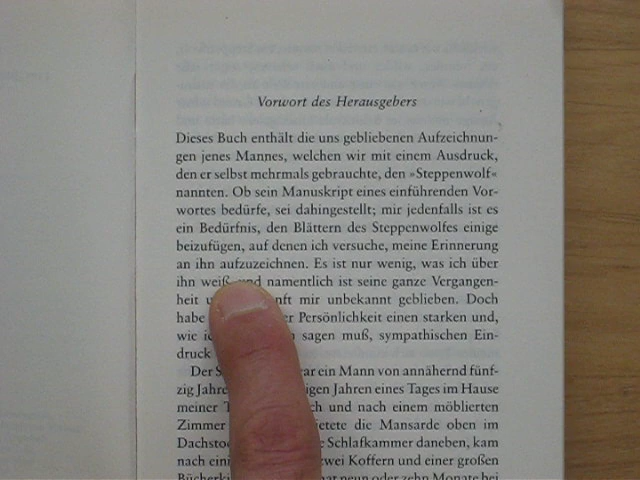 Vorwort des Herausgebers
Dieses Buch enthält die uns gebliebenen Aufzeichnun-
gen jenes Mannes, welchen wir mit einem Ausdruck,
den er selbst mehrmals gebrauchte, den »Steppenwolf«
nannten. Ob sein Manuskript eines einführenden Vor-
wortes bedürfe, sei dahingestellt; mir jedenfalls ist es
ein Bedürfnis, den Blättern des Steppenwolfes einige
beizufügen, auf denen ich versuche, meine Erinnerung
an ihn aufzuzeichnen. Es ist nur wenig, was ich über
ihn weiß und namentlich ist seine ganze Vergangen-
heit mir unbekannt geblieben. Doch
habe Persönlichkeit einen starken und,
wie sagen muß, sympathischen Ein-
druck
Der ein Mann von annähernd fünf-
zig Jahren eines Tages im Hause
meiner und nach einem möblierten
Zimmer die Mansarde oben im
Schlafkammer daneben, kam
nach zwei Koffern und einer großen
neun oder zehn Monate bei